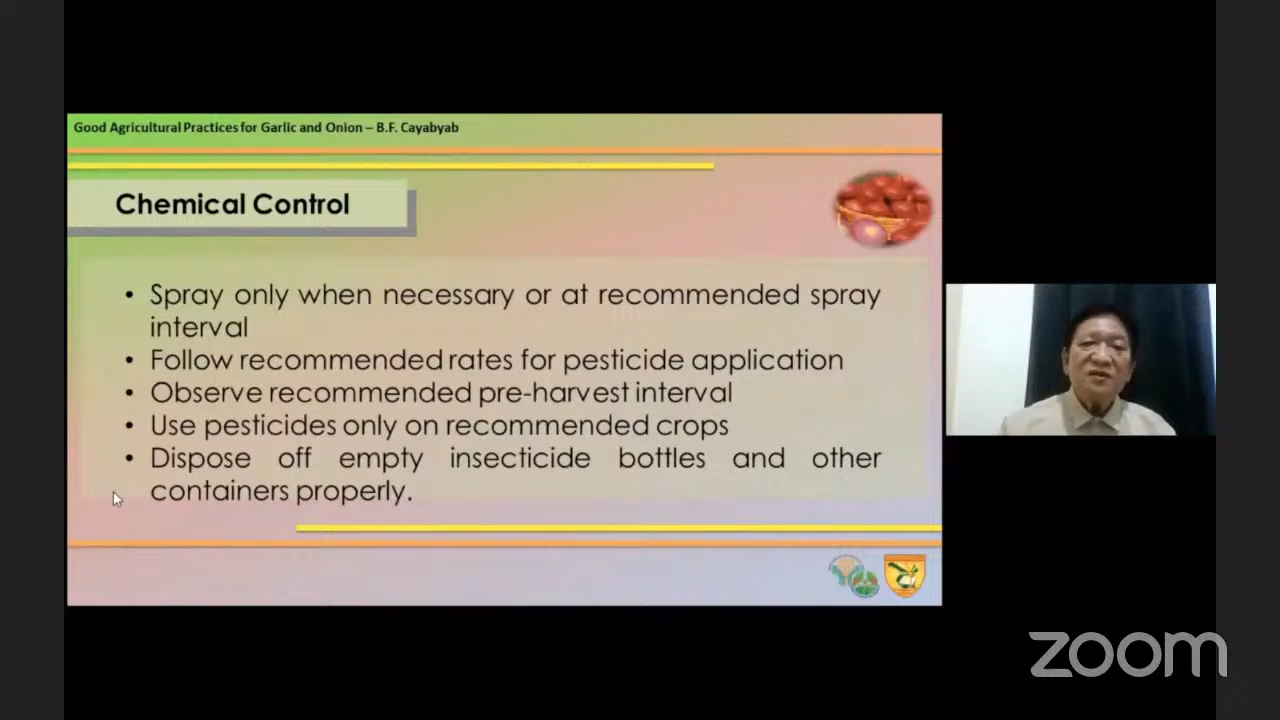 Good Agricultural Practices for Garlic and Onion – B.F. Cayabyab
Chemical Control
• Spray only when necessary or at recommended spray
interval
• Follow recommended rates for pesticide application
• Observe recommended pre-harvest interval
• Use pesticides only on recommended crops
• Dispose off empty insecticide bottles and other
containers properly.
zoom